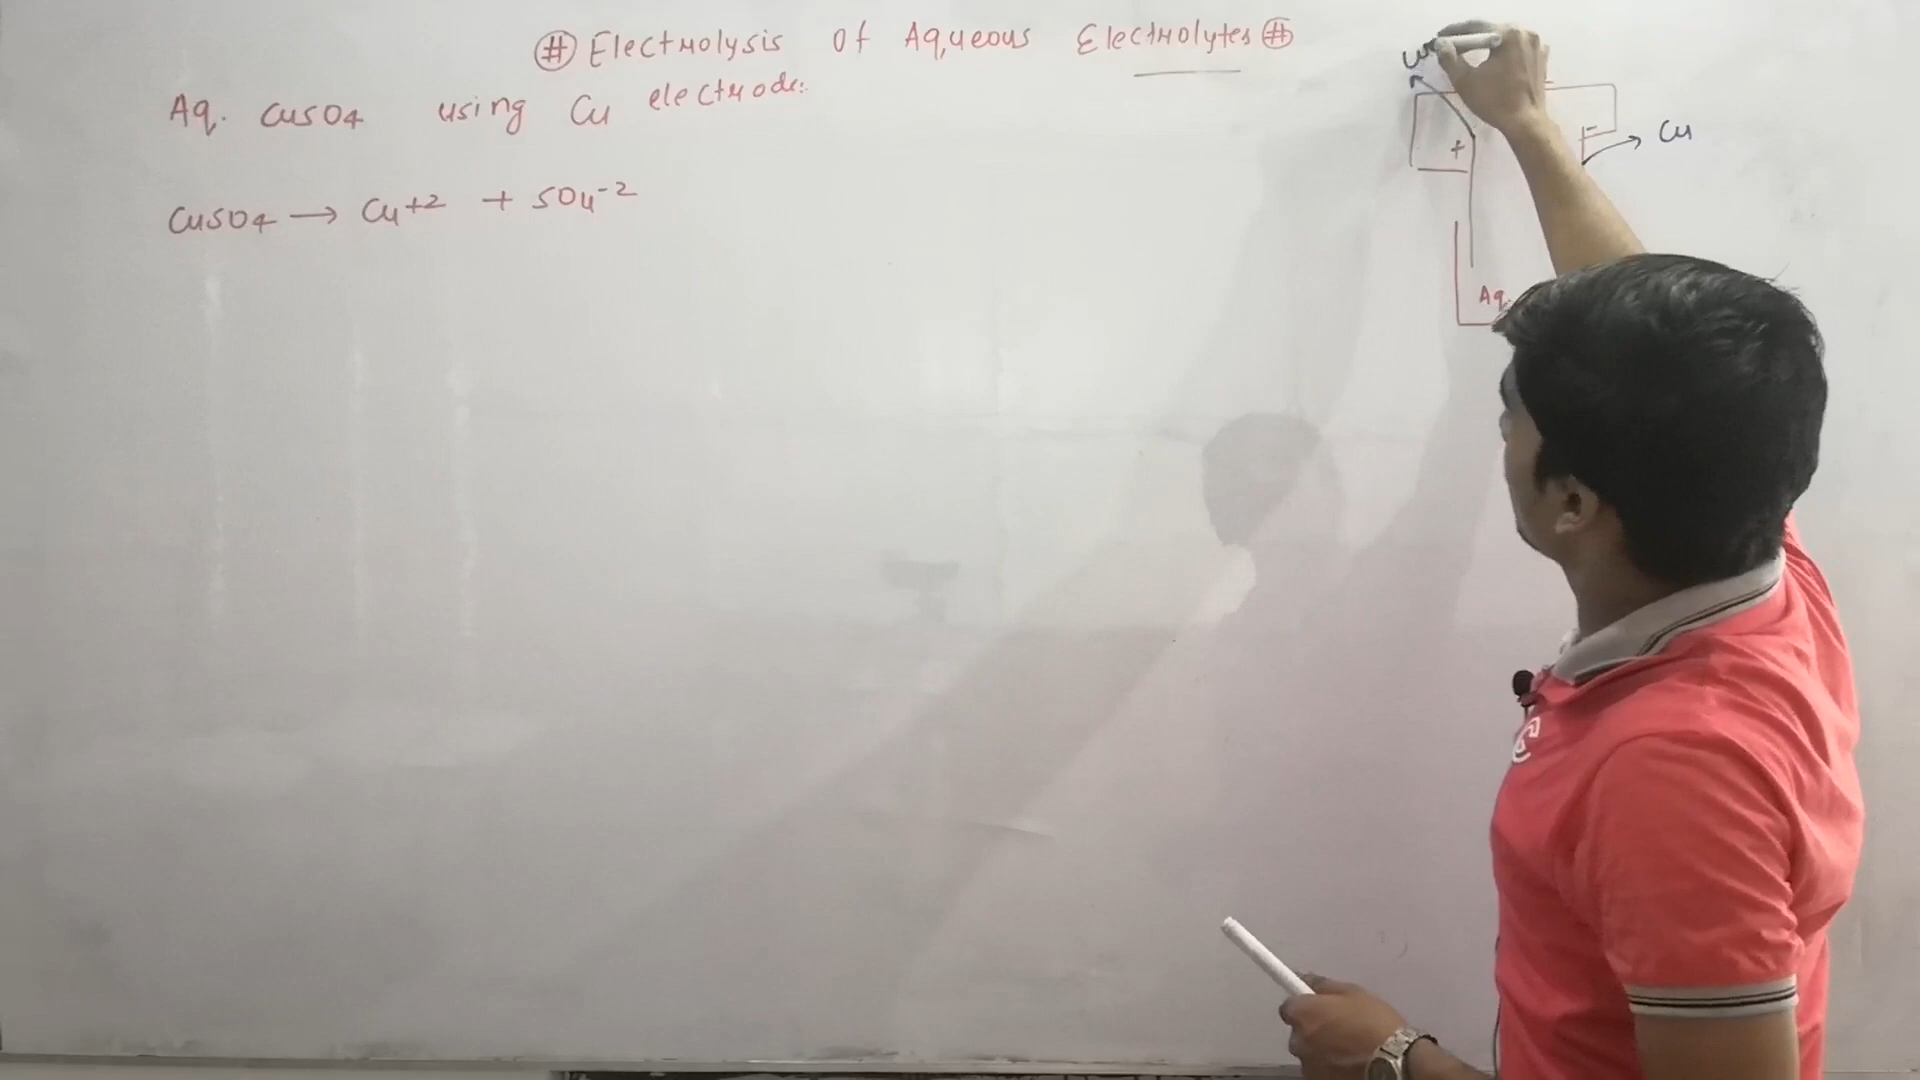 # Electrolysis Of Aqueous Electrolytes #
Aq. CuSO4 using Cu electrode:
CuSO4 → Cu+2 + SO4-2
+
-
→ Cu
Aq.